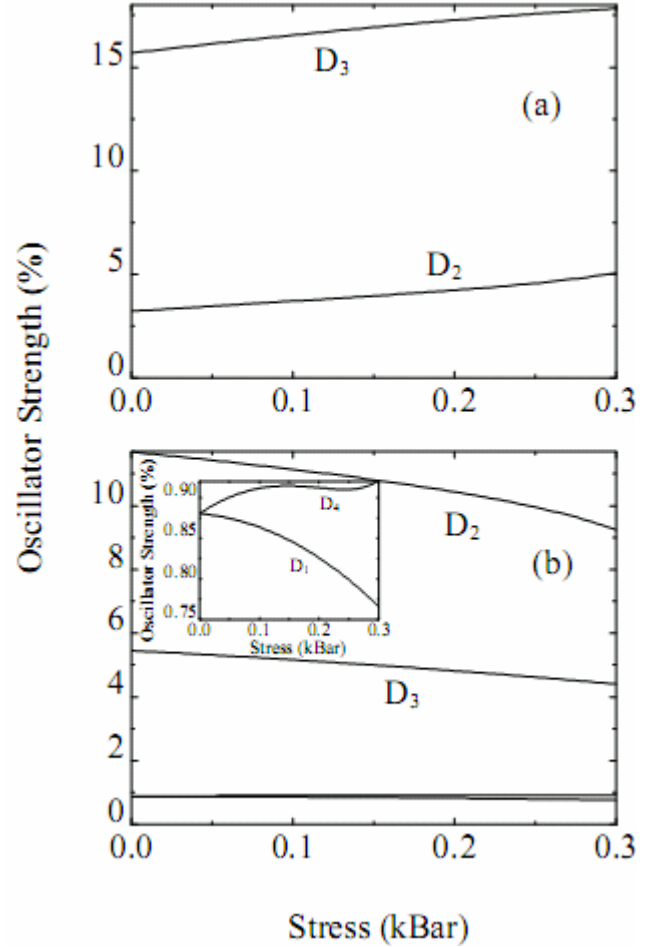 15
D₃
(a)
10
D₂
5
0
0.0 0.1 0.2 0.3
Oscillator Strength (%)
10
0.90
D₄
0.85
D₂
8
D₁
(b)
0.80
0.75
Oscillator Strength (%)
0.0 0.1 0.2 0.3
Stress (kBar)
6
4
D₃
2
0
0.0 0.1 0.2 0.3
Stress (kBar)